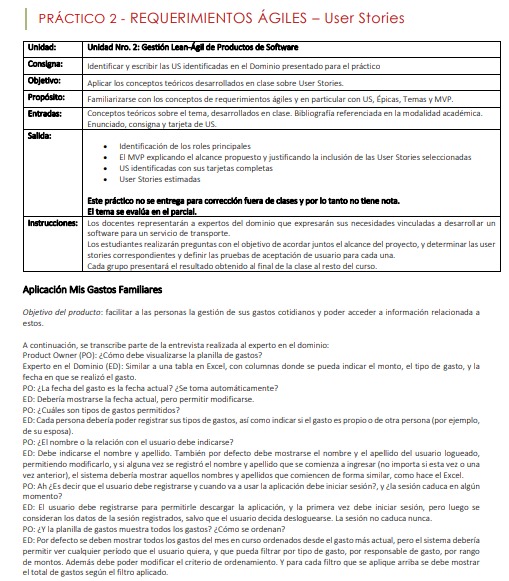 PRÁCTICO 2 - REQUERIMIENTOS ÁGILES – User Stories
Unidad: Unidad Nro. 2: Gestión Lean-Ágil de Productos de Software
Consigna: Identificar y escribir las US identificadas en el Dominio presentado para el práctico
Objetivo: Aplicar los conceptos teóricos desarrollados en clase sobre User Stories.
Propósito: Familiarizarse con los conceptos de requerimientos ágiles y en particular con US, Épicas, Temas y MVP.
Entradas: Conceptos teóricos sobre el tema, desarrollados en clase. Bibliografía referenciada en la modalidad académica.
Enunciado, consigna y tarjeta de US.
Salida:
• Identificación de los roles principales
• El MVP explicando el alcance propuesto y justificando la inclusión de las User Stories seleccionadas
• US identificadas con sus tarjetas completas
• User Stories estimadas
Este práctico no se entrega para corrección fuera de clases y por lo tanto no tiene nota.
El tema se evalúa en el parcial.
Instrucciones: Los docentes representarán a expertos del dominio que expresarán sus necesidades vinculadas a desarrollar un
software para un servicio de transporte.
Los estudiantes realizarán preguntas con el objetivo de acordar juntos el alcance del proyecto, y determinar las user
stories correspondientes y definir las pruebas de aceptación de usuario para cada una.
Cada grupo presentará el resultado obtenido al final de la clase al resto del curso.
Aplicación Mis Gastos Familiares
Objetivo del producto: facilitar a las personas la gestión de sus gastos cotidianos y poder acceder a información relacionada a
estos.
A continuación, se transcribe parte de la entrevista realizada al experto en el dominio:
Product Owner (PO): ¿Cómo debe visualizarse la planilla de gastos?
Experto en el Dominio (ED): Similar a una tabla en Excel, con columnas donde se pueda indicar el monto, el tipo de gasto, y la
fecha en que se realizó el gasto.
PO: ¿La fecha del gasto es la fecha actual? ¿Se toma automáticamente?
ED: Debería mostrarse la fecha actual, pero permitir modificarse.
PO: ¿Cuáles son tipos de gastos permitidos?
ED: Cada persona debería poder registrar sus tipos de gastos, así como indicar si el gasto es propio o de otra persona (por ejemplo,
de su esposa).
PO: ¿El nombre o la relación con el usuario debe indicarse?
ED: Debe indicarse el nombre y apellido. También por defecto debe mostrarse el nombre y el apellido del usuario logueado,
permitiendo modificarlo, y si alguna vez se registró el nombre y apellido que se comienza a ingresar (no importa si esta vez o una
vez anterior), el sistema debería mostrar aquellos nombres y apellidos que comiencen de forma similar, como hace el Excel.
PO: Ah ¿Es decir que el usuario debe registrarse y cuando va a usar la aplicación debe iniciar sesión?, y ¿la sesión caduca en algún
momento?
ED: El usuario debe registrarse para permitirle descargar la aplicación, y la primera vez debe iniciar sesión, pero luego se
consideran los datos de la sesión registrados, salvo que el usuario decida desloguearse. La sesión no caduca nunca.
PO: ¿Y la planilla de gastos muestra todos los gastos? ¿Cómo se ordenan?
ED: Por defecto se deben mostrar todos los gastos del mes en curso ordenados desde el gasto más actual, pero el sistema debería
permitir ver cualquier período que el usuario quiera, y que pueda filtrar por tipo de gasto, por responsable de gasto, por rango
de montos. Además debe poder modificar el criterio de ordenamiento. Y para cada filtro que se aplique arriba se debe mostrar
el total de gastos según el filtro aplicado.